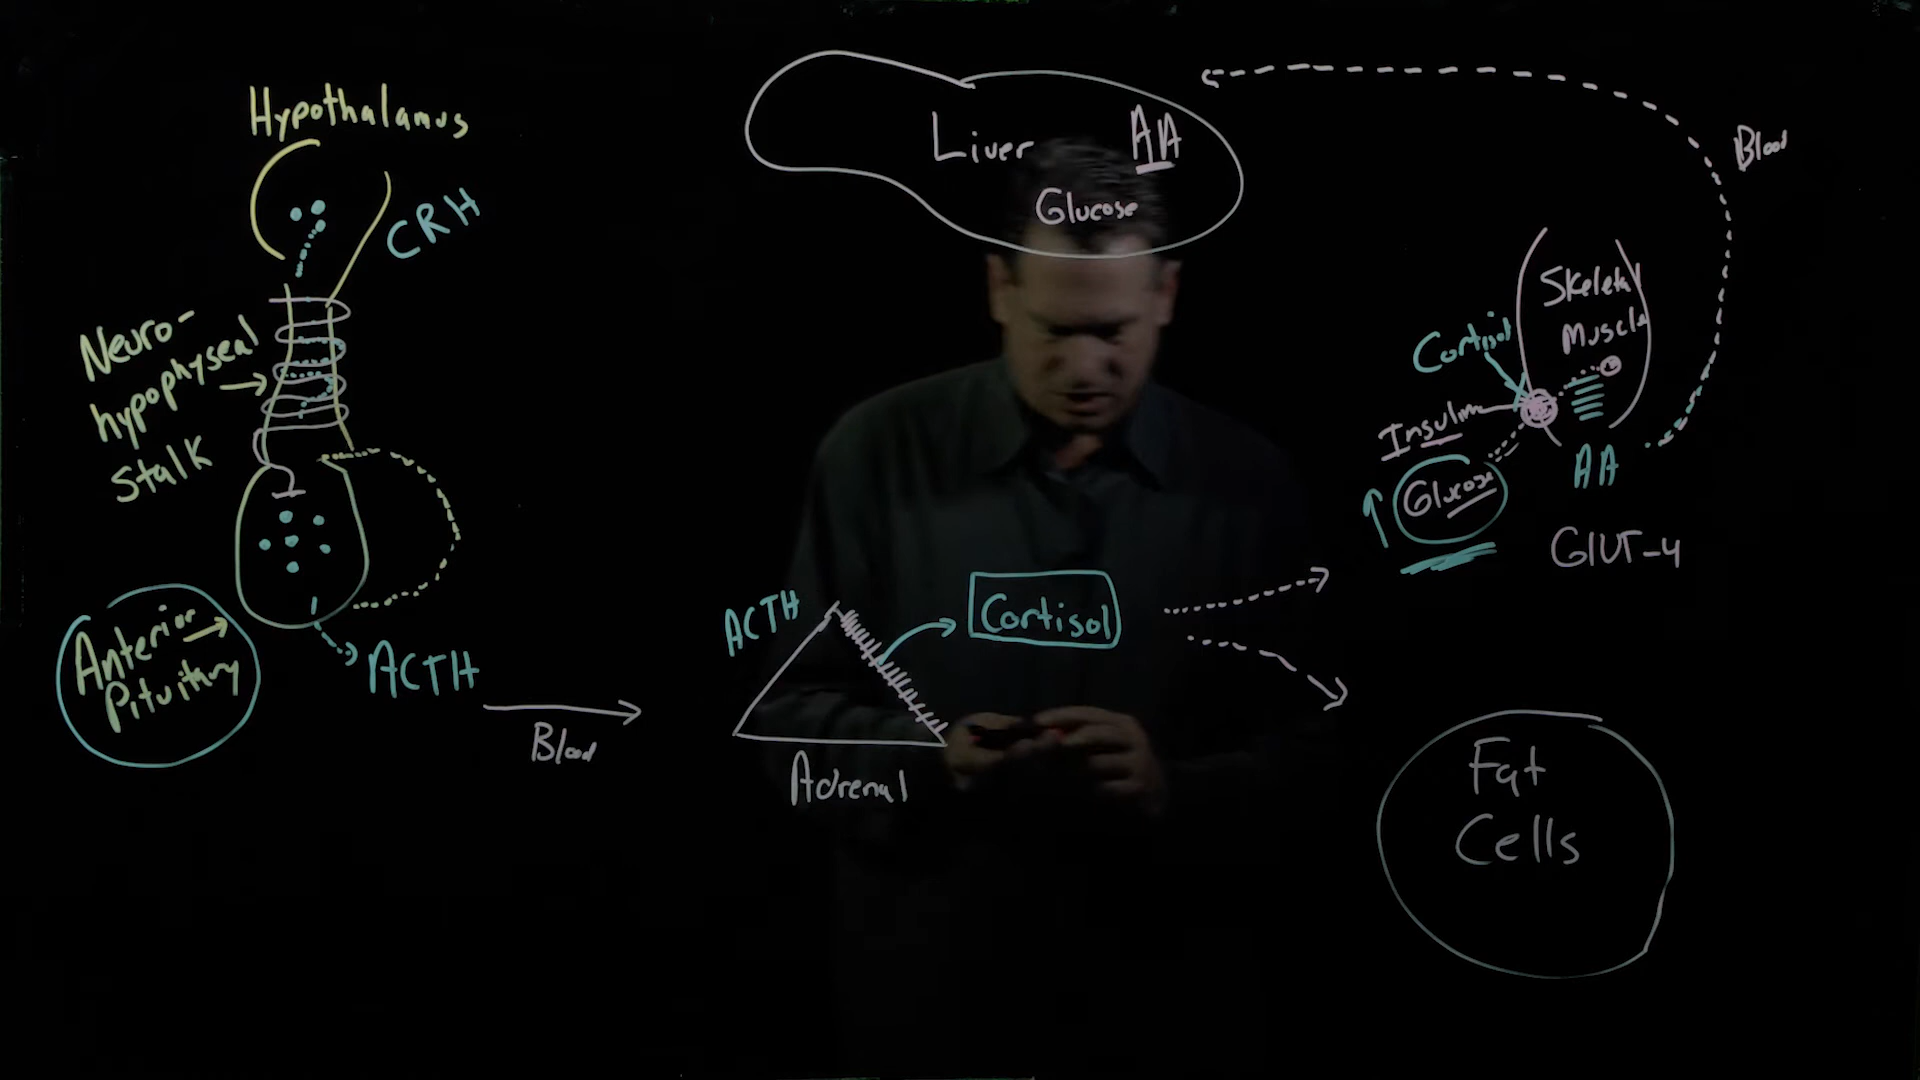 Hypothalamus
CRH
Neuro-
hypophyseal
Stalk
Anterior
Pituitary
ACTH
Blood
ACTH
Adrenal
Cortisol
Liver AA
Glucose
Blood
Skeletal
Muscle
Cortisol
Insulin
Glucose
AA
GLUT-4
Fat
Cells